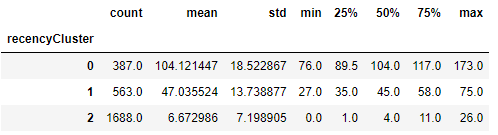 count mean std min 25% 50% 75% max
recencyCluster
0 387.0 104.121447 18.522867 76.0 89.5 104.0 117.0 173.0
1 563.0 47.035524 13.738877 27.0 35.0 45.0 58.0 75.0
2 1688.0 6.672986 7.198905 0.0 1.0 4.0 11.0 26.0